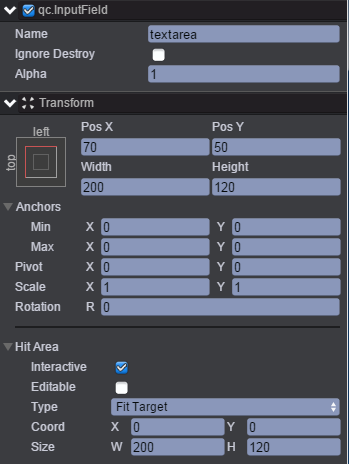 qc.InputField
Name textarea
Ignore Destroy
Alpha 1
Transform
left
top
Pos X Pos Y
70 50
Width Height
200 120
Anchors
Min X 0 Y 0
Max X 0 Y 0
Pivot X 0 Y 0
Scale X 1 Y 1
Rotation R 0
Hit Area
Interactive
Editable
Type Fit Target
Coord X 0 Y 0
Size W 200 H 120